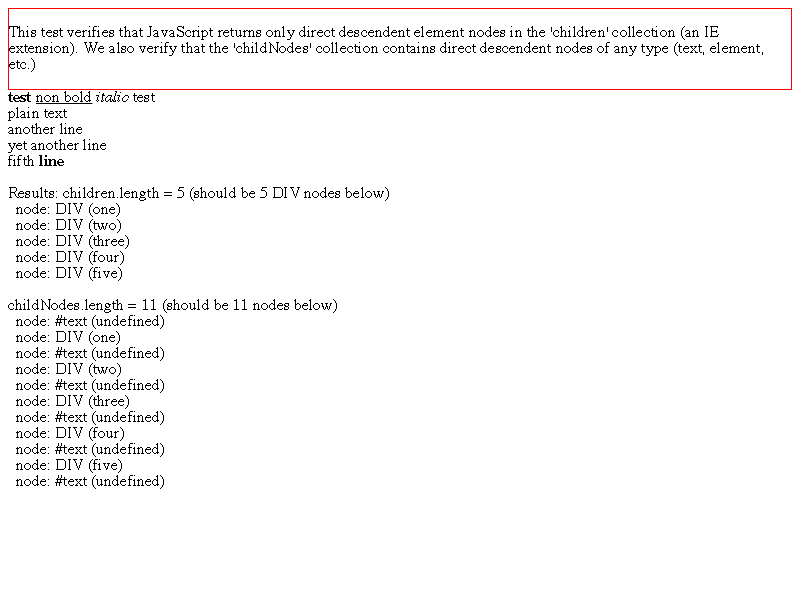 This test verifies that JavaScript returns only direct descendent element nodes in the 'children' collection (an IE
extension). We also verify that the 'childNodes' collection contains direct descendent nodes of any type (text, element,
etc.)
test non bold italic test
plain text
another line
yet another line
fifth line
Results: children.length = 5 (should be 5 DIV nodes below)
node: DIV (one)
node: DIV (two)
node: DIV (three)
node: DIV (four)
node: DIV (five)
childNodes.length = 11 (should be 11 nodes below)
node: #text (undefined)
node: DIV (one)
node: #text (undefined)
node: DIV (two)
node: #text (undefined)
node: DIV (three)
node: #text (undefined)
node: DIV (four)
node: #text (undefined)
node: DIV (five)
node: #text (undefined)